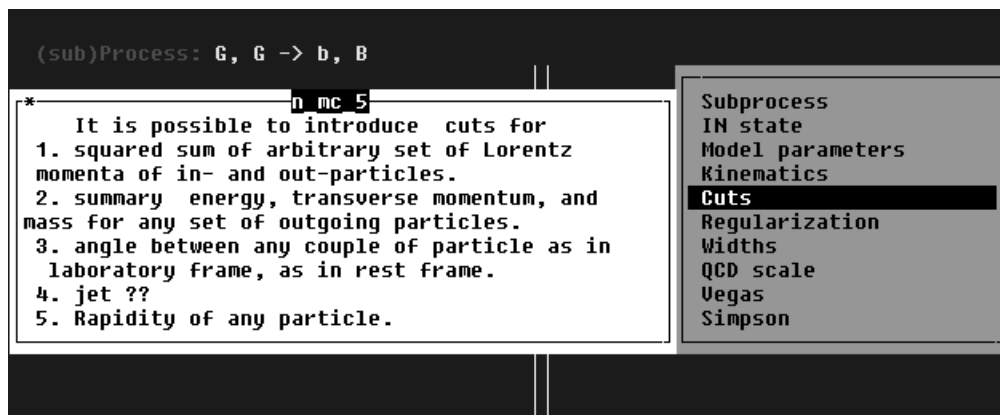 (sub)Process: G, G -> b, B
* n_mc_5
It is possible to introduce cuts for
1. squared sum of arbitrary set of Lorentz
momenta of in- and out-particles.
2. summary energy, transverse momentum, and
mass for any set of outgoing particles.
3. angle between any couple of particle as in
laboratory frame, as in rest frame.
4. jet ??
5. Rapidity of any particle.
Subprocess
IN state
Model parameters
Kinematics
Cuts
Regularization
Widths
QCD scale
Vegas
Simpson